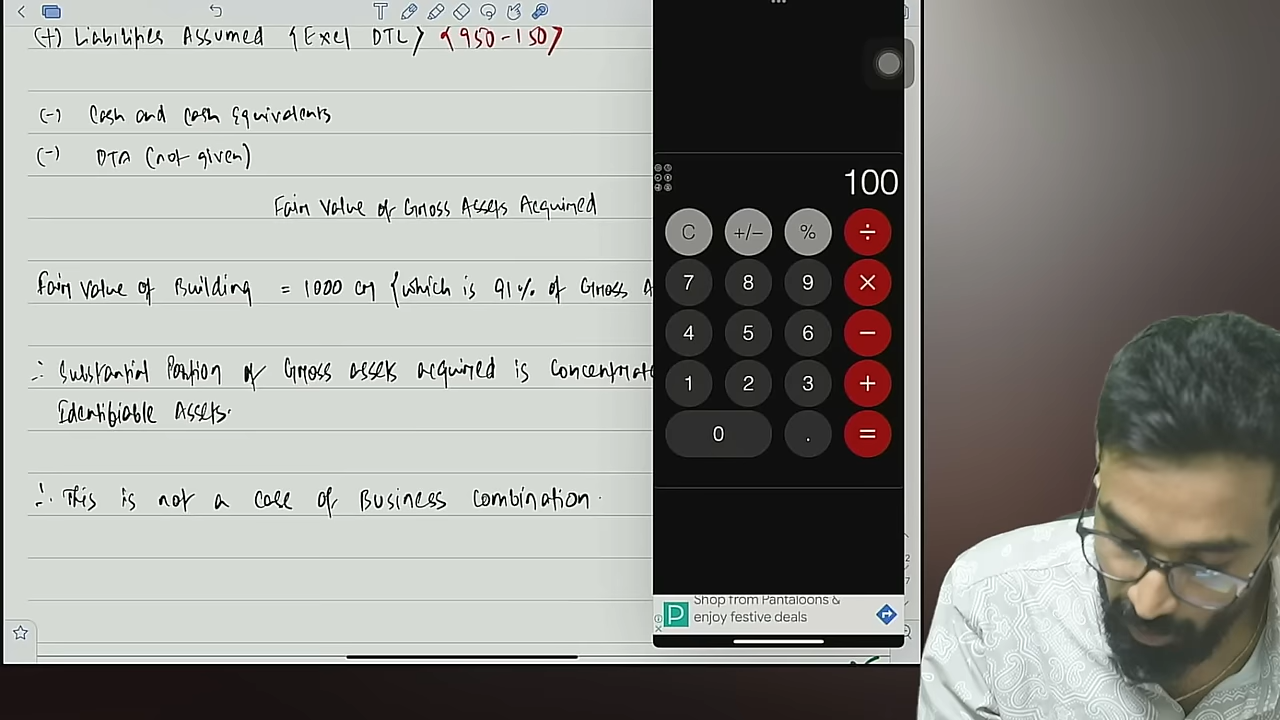 (+) Liabilities Assumed {Excl DTL} {950-150}
(-) Cash and Cash Equivalents
(-) DTA (not given)
Fair Value of Gross Assets Acquired
Fair Value of Building = 1000 cr {which is 91% of Gross A
∴ Substantial Portion of Gross assets acquired is Concentrate
Identifiable Assets.
∴ This is not a case of Business Combination.
100
C +/− % ÷
7 8 9 ×
4 5 6 −
1 2 3 +
0 . =
Shop from Pantaloons &
enjoy festive deals
P
T